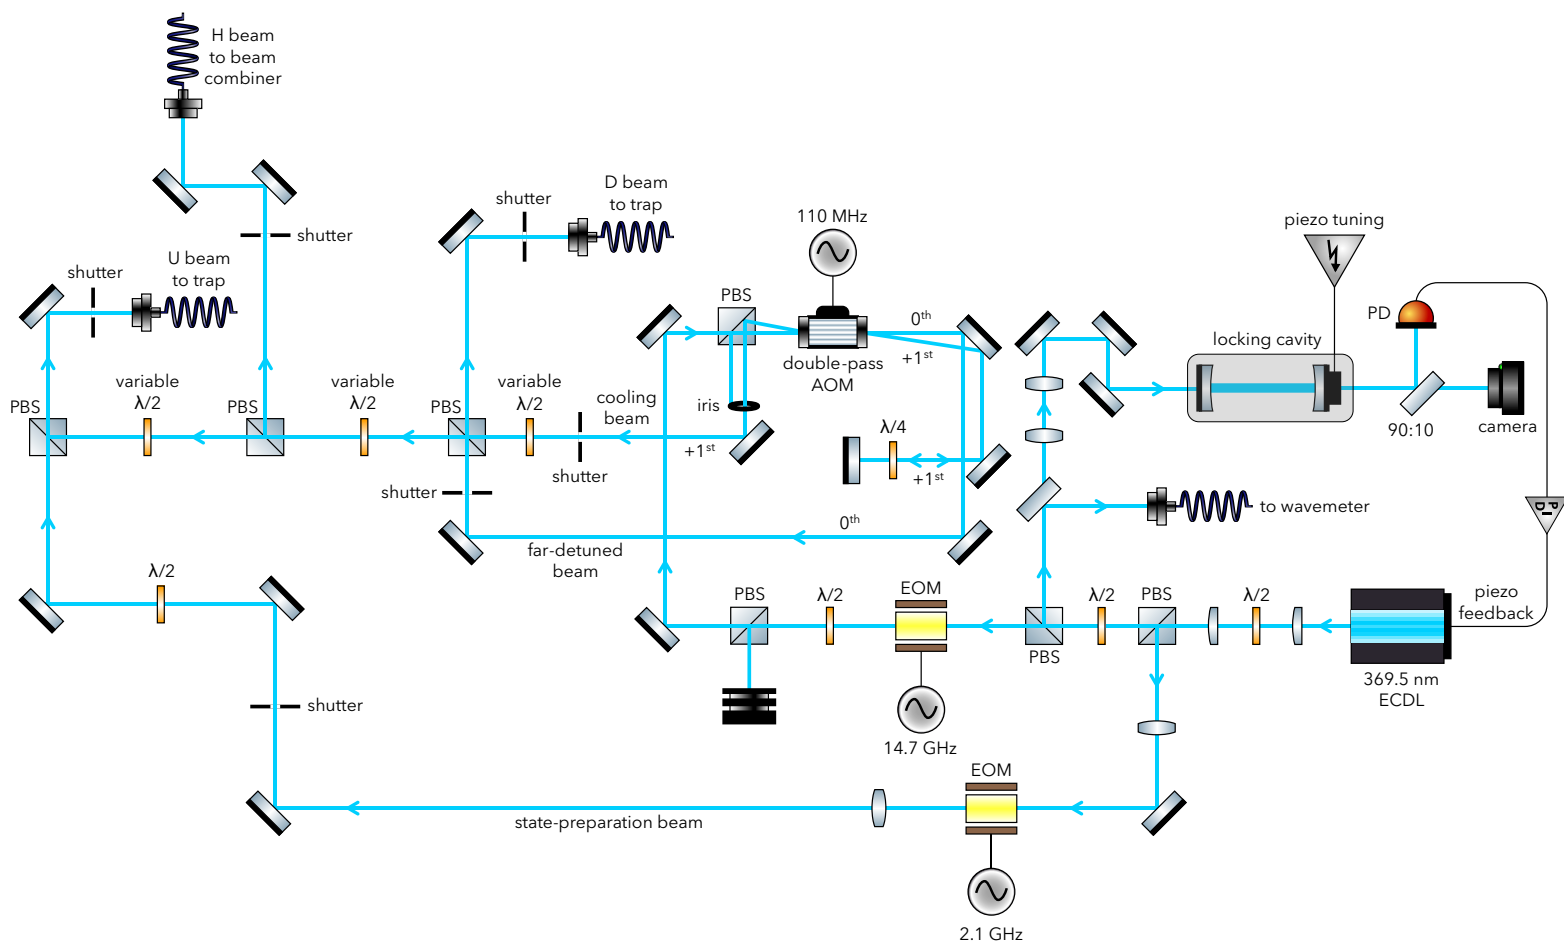 H beam
to beam
combiner
shutter
D beam
to trap
shutter
110 MHz
piezo tuning
U beam
to trap
shutter
PBS
0th
+1st
double-pass
AOM
PD
locking cavity
variable
λ/2
PBS
variable
λ/2
PBS
variable
λ/2
PBS
cooling
beam
iris
+1st
shutter
λ/4
+1st
90:10
camera
shutter
0th
far-detuned
beam
to wavemeter
P
I
D
λ/2
PBS
λ/2
EOM
PBS
λ/2
PBS
λ/2
piezo
feedback
369.5 nm
ECDL
shutter
14.7 GHz
EOM
state-preparation beam
2.1 GHz